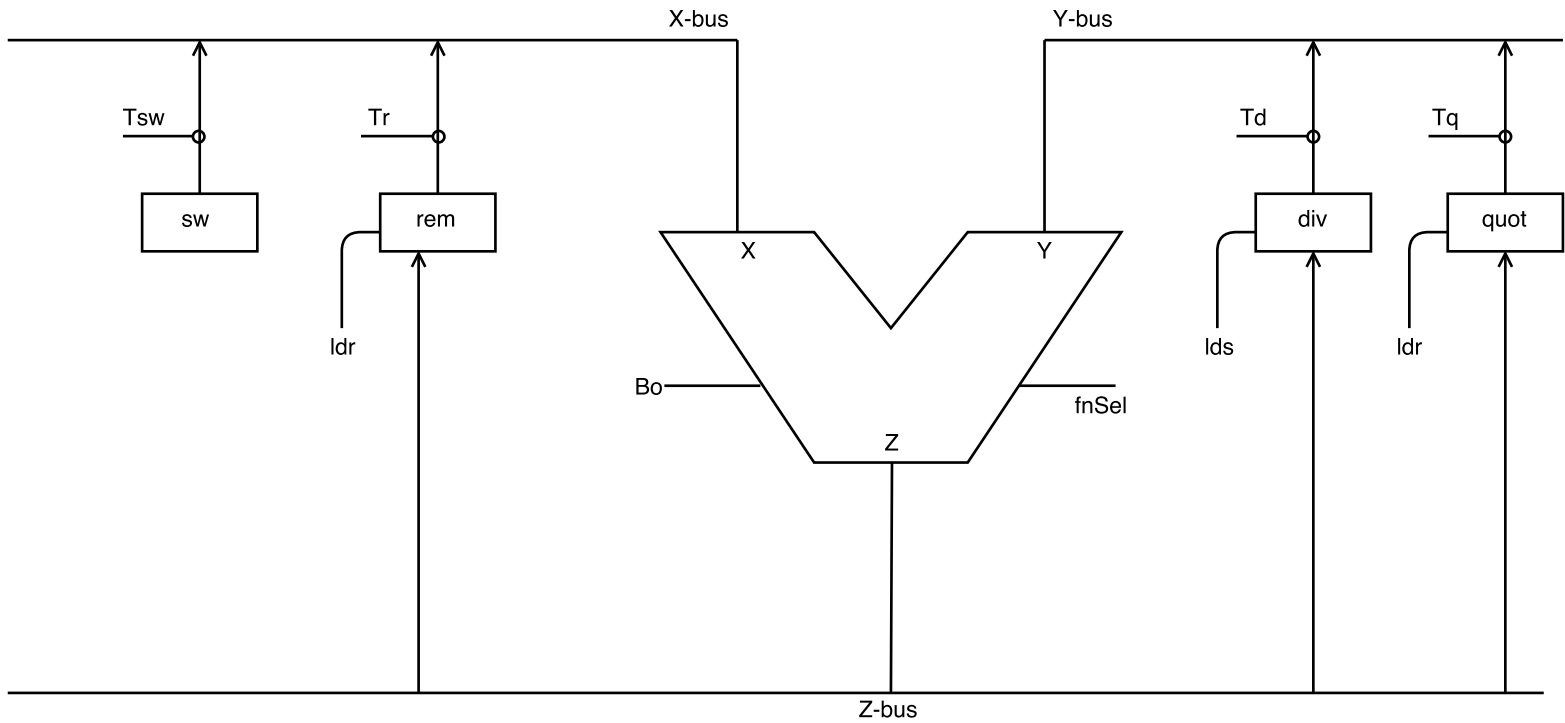 X-bus
Y-bus
Tsw
Tr
Td
Tq
sw
rem
div
quot
X
Y
ldr
lds
ldr
Bo
fnSel
Z
Z-bus